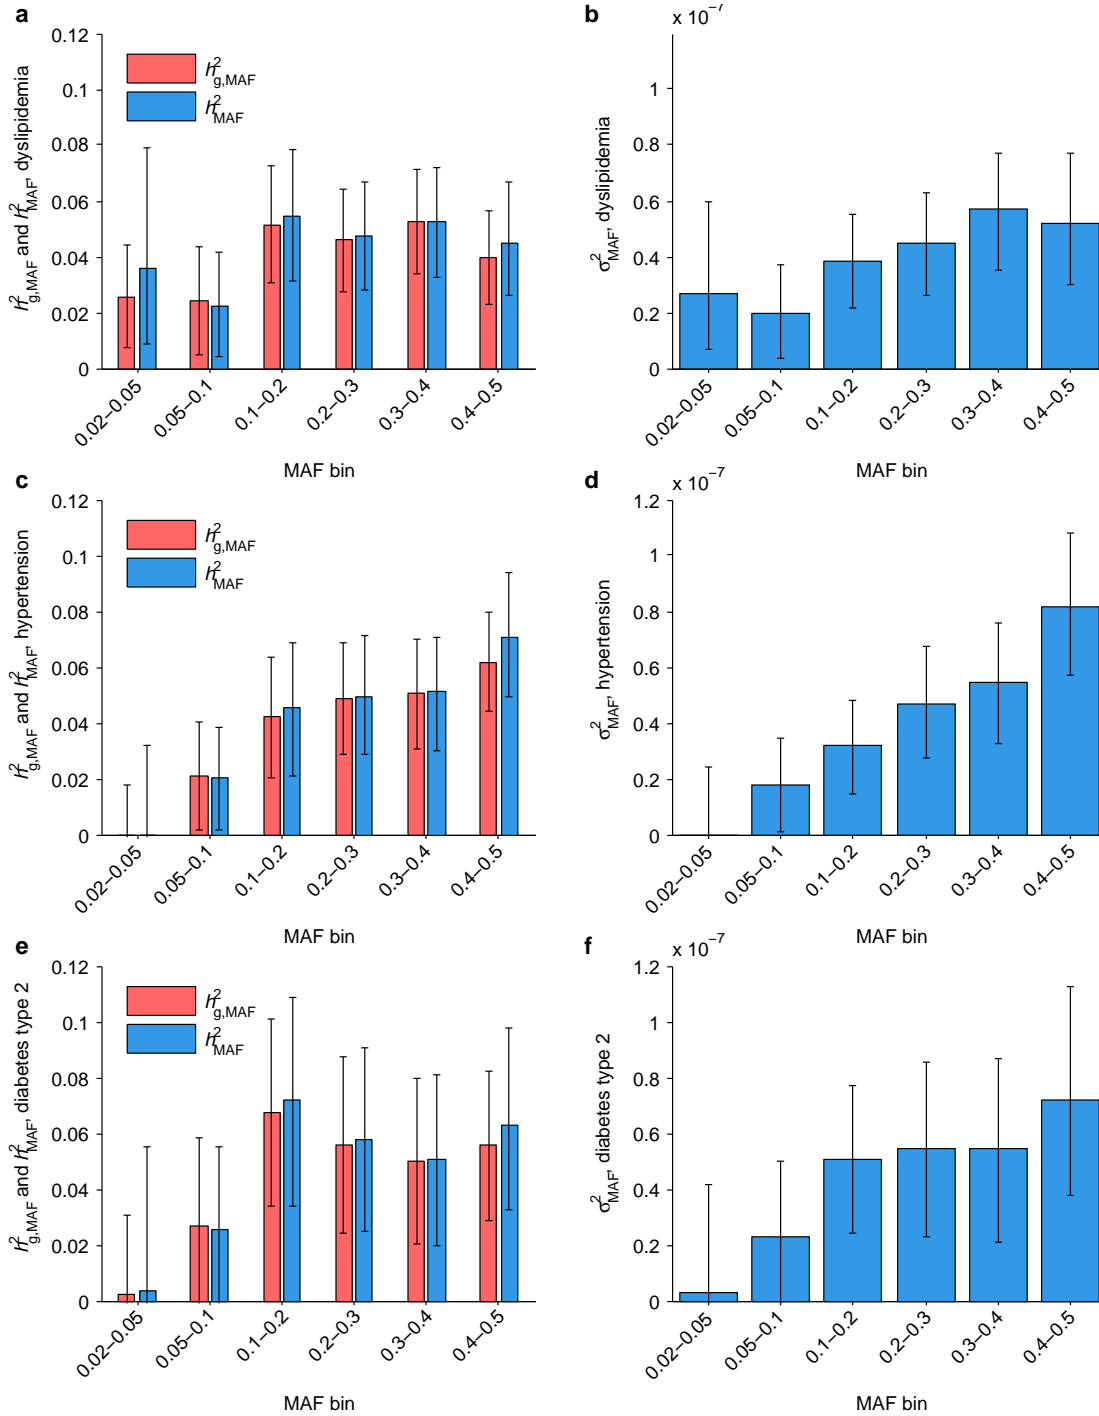 a
0.12
0.1
0.08
0.06
0.04
0.02
0
h²g,MAF and h²MAF, dyslipidemia
h²g,MAF
h²MAF
0.02–0.05
0.05–0.1
0.1–0.2
0.2–0.3
0.3–0.4
0.4–0.5
MAF bin
b
x 10⁻⁷
1
0.8
0.6
0.4
0.2
0
σ²MAF, dyslipidemia
0.02–0.05
0.05–0.1
0.1–0.2
0.2–0.3
0.3–0.4
0.4–0.5
MAF bin
c
0.12
0.1
0.08
0.06
0.04
0.02
0
h²g,MAF and h²MAF, hypertension
h²g,MAF
h²MAF
0.02–0.05
0.05–0.1
0.1–0.2
0.2–0.3
0.3–0.4
0.4–0.5
MAF bin
d
x 10⁻⁷
1.2
1
0.8
0.6
0.4
0.2
0
σ²MAF, hypertension
0.02–0.05
0.05–0.1
0.1–0.2
0.2–0.3
0.3–0.4
0.4–0.5
MAF bin
e
0.12
0.1
0.08
0.06
0.04
0.02
0
h²g,MAF and h²MAF, diabetes type 2
h²g,MAF
h²MAF
0.02–0.05
0.05–0.1
0.1–0.2
0.2–0.3
0.3–0.4
0.4–0.5
MAF bin
f
x 10⁻⁷
1.2
1
0.8
0.6
0.4
0.2
0
σ²MAF, diabetes type 2
0.02–0.05
0.05–0.1
0.1–0.2
0.2–0.3
0.3–0.4
0.4–0.5
MAF bin